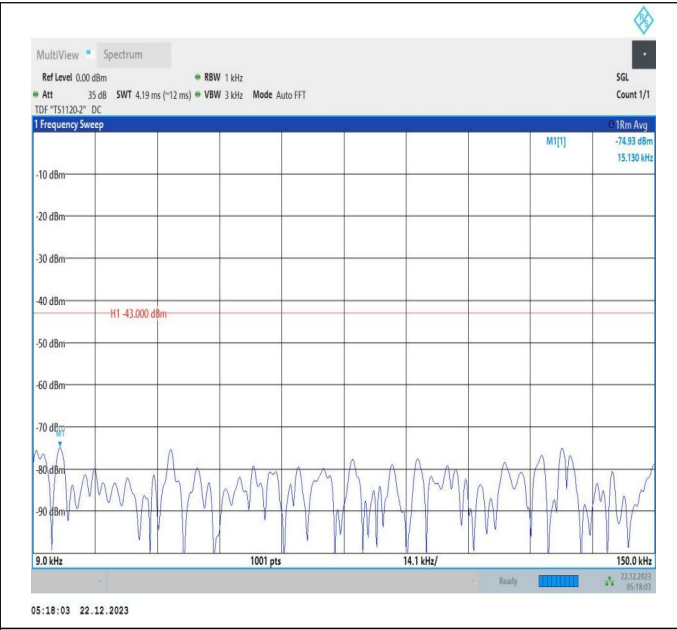 R&S
MultiView Spectrum
Ref Level 0.00 dBm RBW 1 kHz SGL
Att 35 dB SWT 4.19 ms (~12 ms) VBW 3 kHz Mode Auto FFT Count 1/1
TDF "TS1120-2" DC
1 Frequency Sweep 1Rm Avg
M1[1] -74.93 dBm
15.130 kHz
-10 dBm
-20 dBm
-30 dBm
-40 dBm
H1 -43.000 dBm
-50 dBm
-60 dBm
-70 dBm
M1
-80 dBm
-90 dBm
9.0 kHz 1001 pts 14.1 kHz/ 150.0 kHz
Ready 22.12.2023
05:18:03
05:18:03 22.12.2023